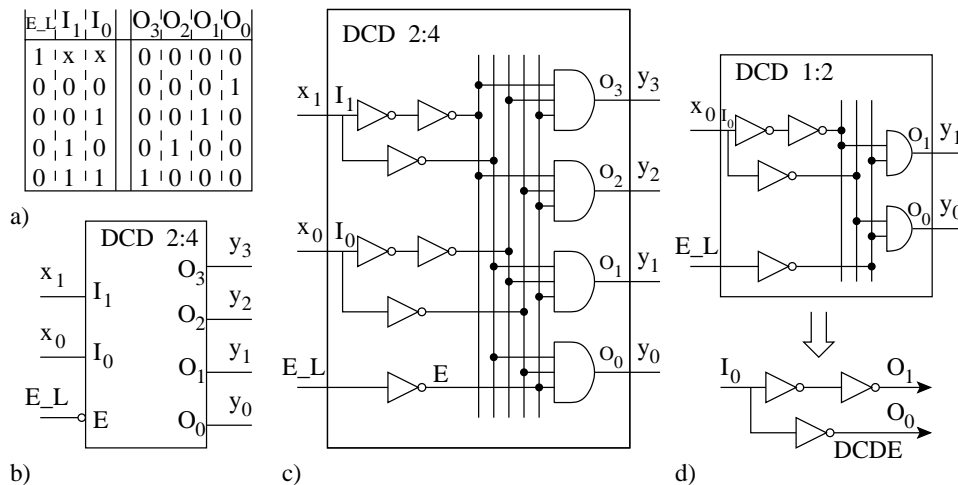 E_L I1 I0 O3 O2 O1 O0
1 x x 0 0 0 0
0 0 0 0 0 0 1
0 0 1 0 0 1 0
0 1 0 0 1 0 0
0 1 1 1 0 0 0
a)
DCD 2:4
x1 I1
x0 I0
E_L E
O3 y3
O2 y2
O1 y1
O0 y0
b)
DCD 2:4
x1 I1
x0 I0
E_L E
O3 y3
O2 y2
O1 y1
O0 y0
c)
DCD 1:2
x0 I0
E_L
O1 y1
O0 y0
I0 O1
O0
DCDE
d)